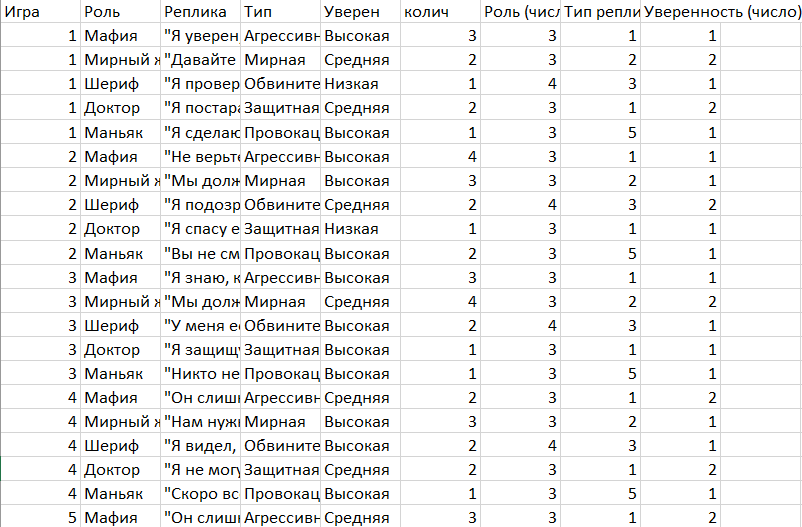 Игра Роль Реплика Тип Уверен колич Роль (числ Тип репли Уверенность (число)
1 Мафия "Я уверен, Агрессивн Высокая 3 3 1 1
1 Мирный ж "Давайте Мирная Средняя 2 3 2 2
1 Шериф "Я провер Обвините Низкая 1 4 3 1
1 Доктор "Я постара Защитная Средняя 2 3 1 2
1 Маньяк "Я сделаю Провокац Высокая 1 3 5 1
2 Мафия "Не верьте Агрессивн Высокая 4 3 1 1
2 Мирный ж "Мы долж Мирная Высокая 3 3 2 1
2 Шериф "Я подозр Обвините Средняя 2 4 3 2
2 Доктор "Я спасу е Защитная Низкая 1 3 1 1
2 Маньяк "Вы не см Провокац Высокая 2 3 5 1
3 Мафия "Я знаю, к Агрессивн Высокая 3 3 1 1
3 Мирный ж "Мы долж Мирная Средняя 4 3 2 2
3 Шериф "У меня ес Обвините Высокая 2 4 3 1
3 Доктор "Я защищу Защитная Высокая 1 3 1 1
3 Маньяк "Никто не Провокац Высокая 1 3 5 1
4 Мафия "Он слиш Агрессивн Средняя 2 3 1 2
4 Мирный ж "Нам нуж Мирная Высокая 3 3 2 1
4 Шериф "Я видел, Обвините Высокая 2 4 3 1
4 Доктор "Я не могу Защитная Средняя 2 3 1 2
4 Маньяк "Скоро вс Провокац Высокая 1 3 5 1
5 Мафия "Он слиш Агрессивн Средняя 3 3 1 2